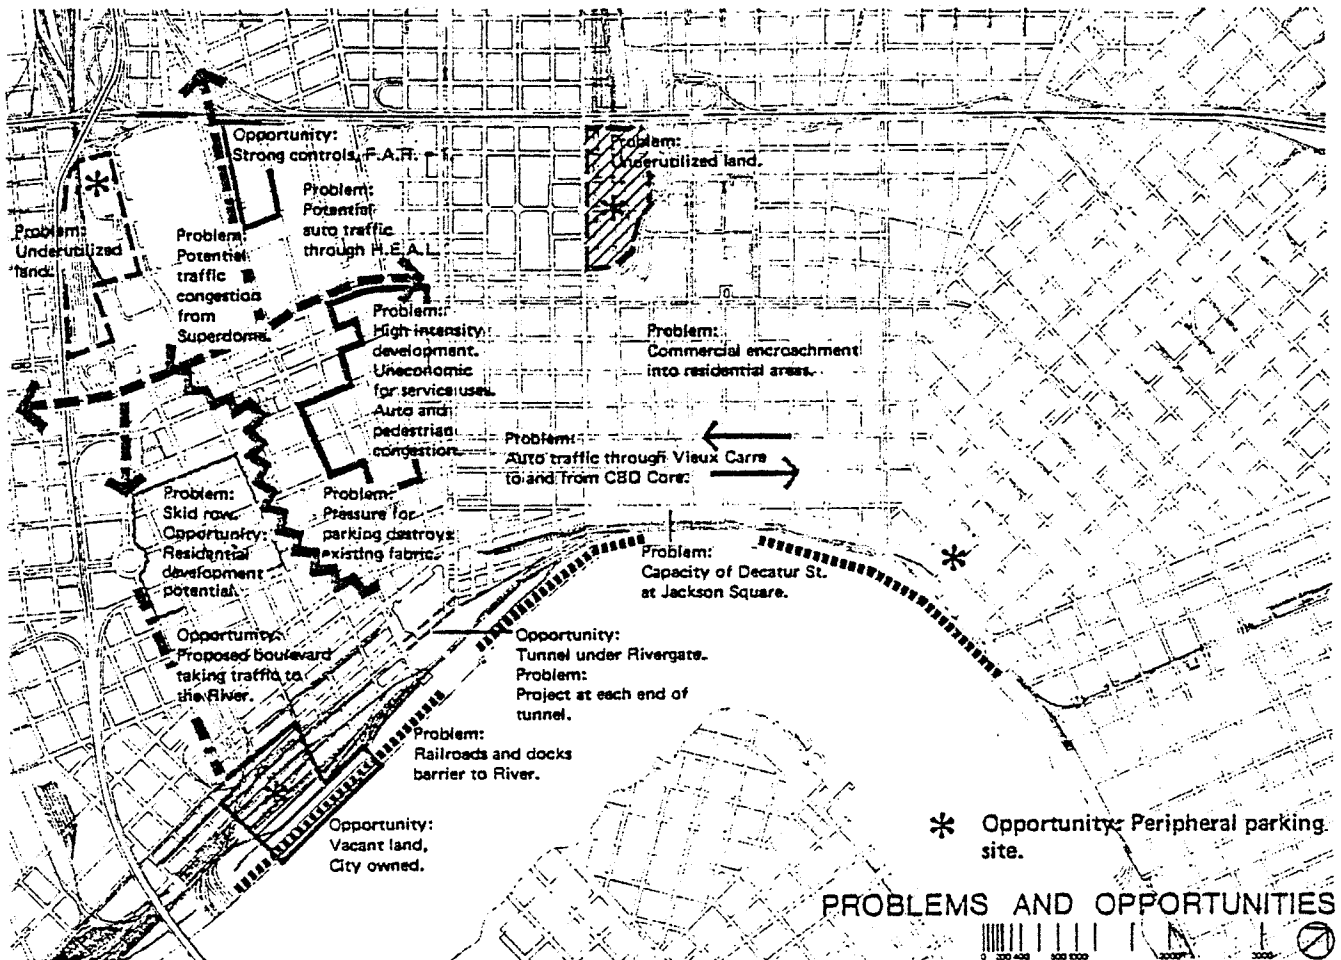 Opportunity:
Strong controls, F.A.R.
Problem:
Underutilized land.
Problem:
Potential
auto traffic
through H.E.A.L.
Problem:
Underutilized
land.
Problem:
Potential
traffic
congestion
from
Superdome.
Problem:
High intensity
development.
Uneconomic
for service uses.
Auto and
pedestrian
congestion.
Problem:
Commercial encroachment
into residential areas.
Problem:
Auto traffic through Vieux Carre
to and from CBD Core.
Problem:
Skid row.
Opportunity:
Residential
development
potential.
Problem:
Pressure for
parking destroys
existing fabric.
Problem:
Capacity of Decatur St.
at Jackson Square.
Opportunity:
Proposed boulevard
taking traffic to
the River.
Opportunity:
Tunnel under Rivergate.
Problem:
Project at each end of
tunnel.
Problem:
Railroads and docks
barrier to River.
Opportunity:
Vacant land,
City owned.
Opportunity: Peripheral parking
site.
PROBLEMS AND OPPORTUNITIES
0